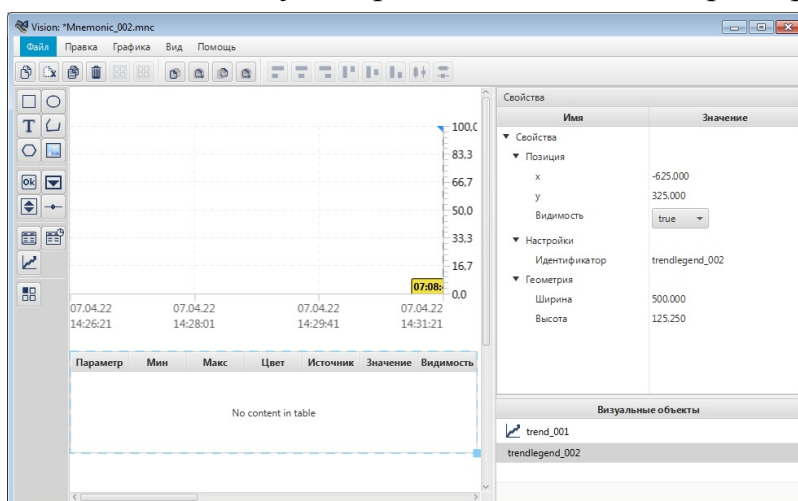 Vision: *Mnemonic_002.mnc
Файл Правка Графика Вид Помощь
Свойства
Имя Значение
Свойства
Позиция
x -625.000
y 325.000
Видимость true
Настройки
Идентификатор trendlegend_002
Геометрия
Ширина 500.000
Высота 125.250
T
Ok
100,0
83,3
66,7
50,0
33,3
16,7
07:08:
0,0
07.04.22 07.04.22 07.04.22 07.04.22
14:26:21 14:28:01 14:29:41 14:31:21
Параметр Мин Макс Цвет Источник Значение Видимость
No content in table
Визуальные объекты
trend_001
trendlegend_002